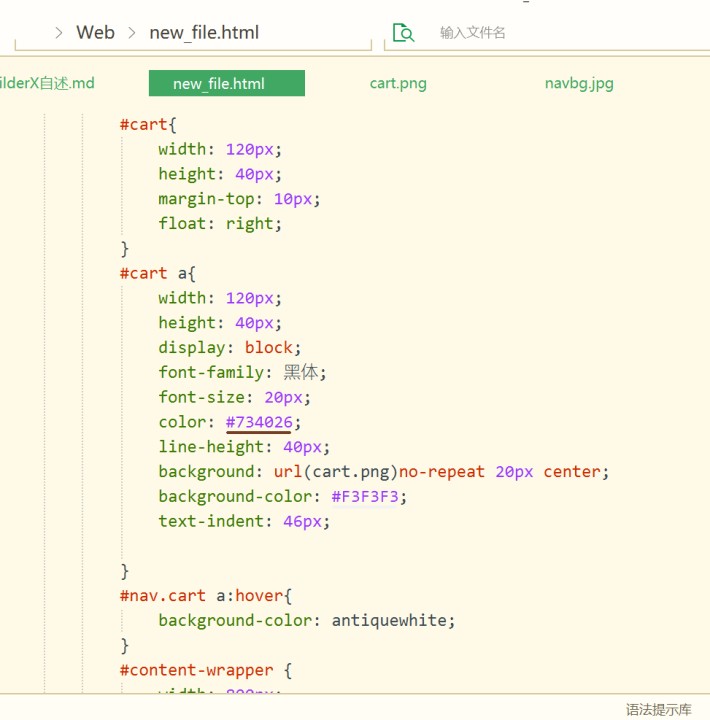 Web > new_file.html
输入文件名
ilderX自述.md new_file.html cart.png navbg.jpg
#cart{
width: 120px;
height: 40px;
margin-top: 10px;
float: right;
}
#cart a{
width: 120px;
height: 40px;
display: block;
font-family: 黑体;
font-size: 20px;
color: #734026;
line-height: 40px;
background: url(cart.png)no-repeat 20px center;
background-color: #F3F3F3;
text-indent: 46px;
}
#nav.cart a:hover{
background-color: antiquewhite;
}
#content-wrapper {
语法提示库